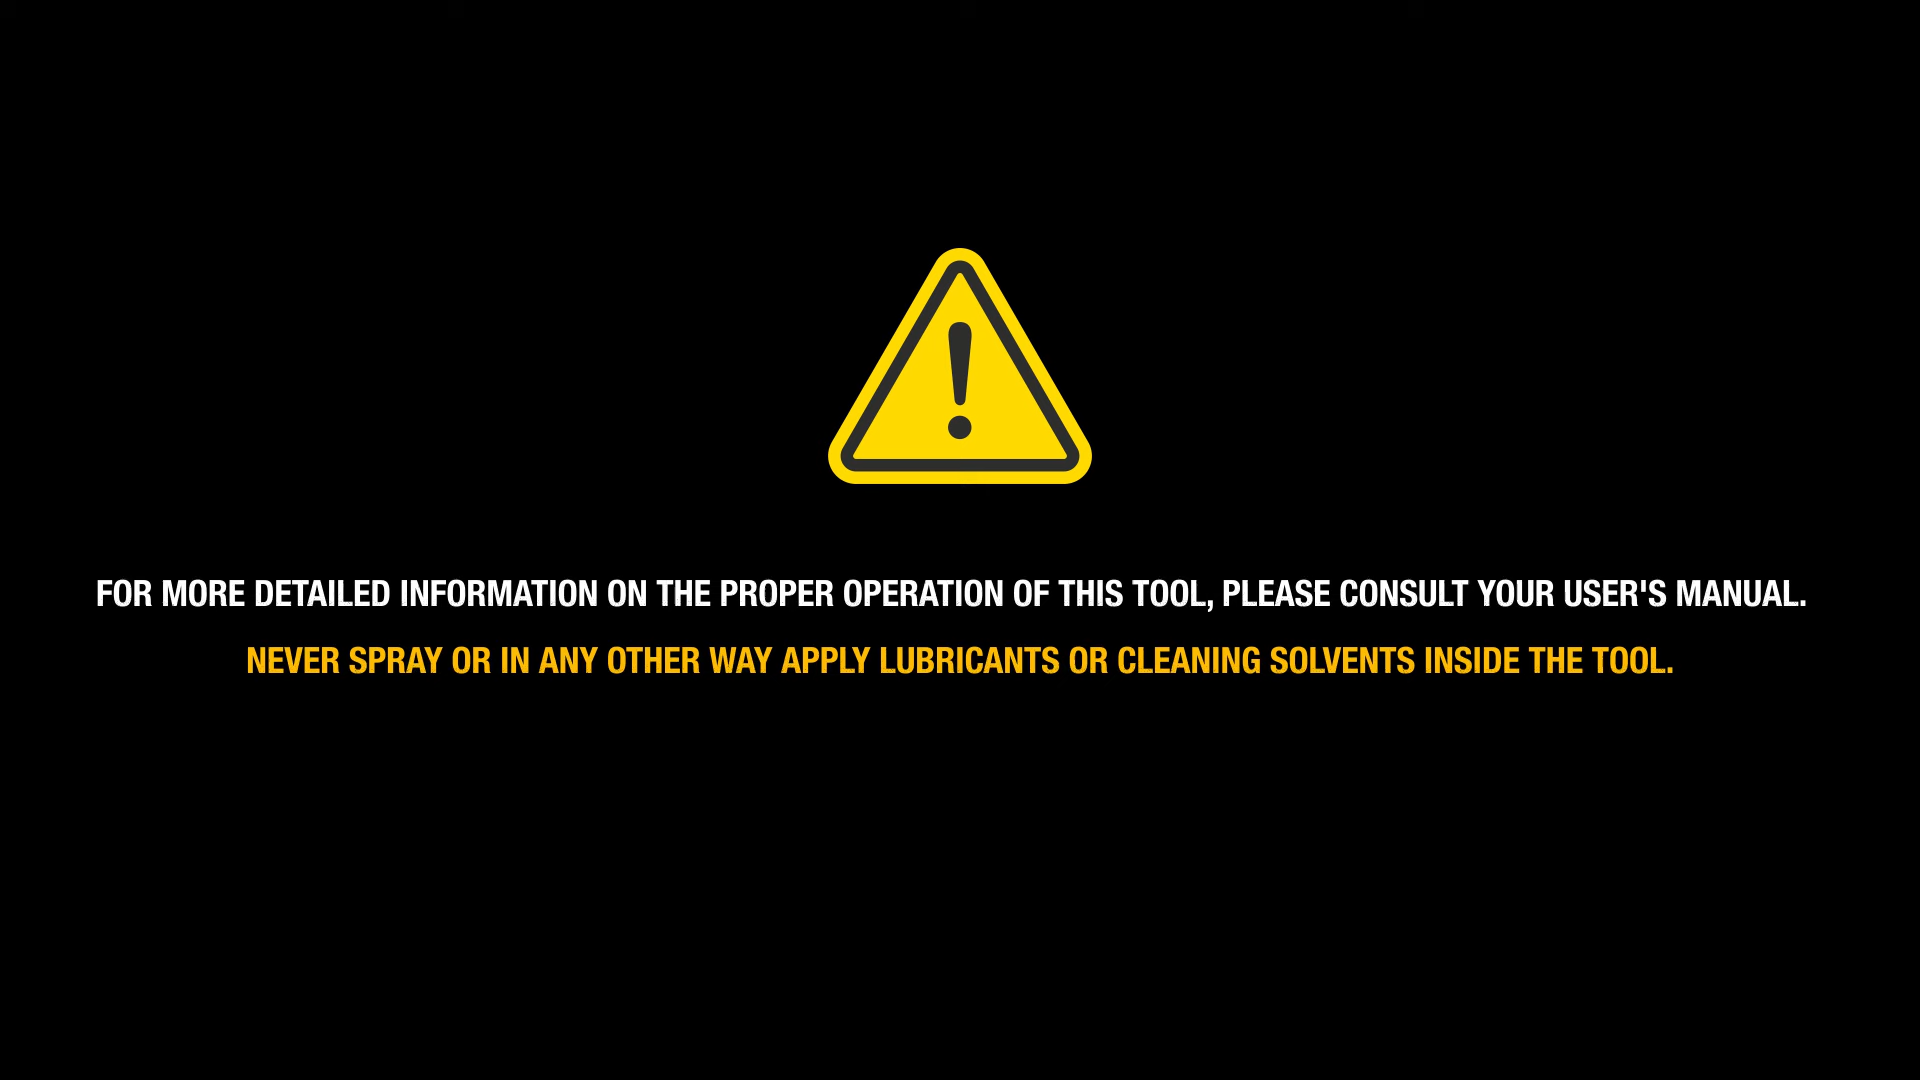 FOR MORE DETAILED INFORMATION ON THE PROPER OPERATION OF THIS TOOL, PLEASE CONSULT YOUR USER'S MANUAL.
NEVER SPRAY OR IN ANY OTHER WAY APPLY LUBRICANTS OR CLEANING SOLVENTS INSIDE THE TOOL.